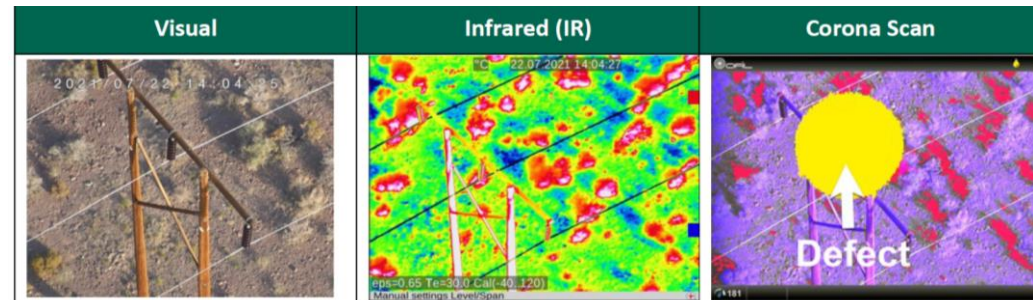 Visual
Infrared (IR)
Corona Scan
2021/07/22 14:04:25
°C 22.07.2021 14:04:27
eps=0.65 Te=30.0 Cal(-40, 120)
Manual settings Level/Span
Defect
181